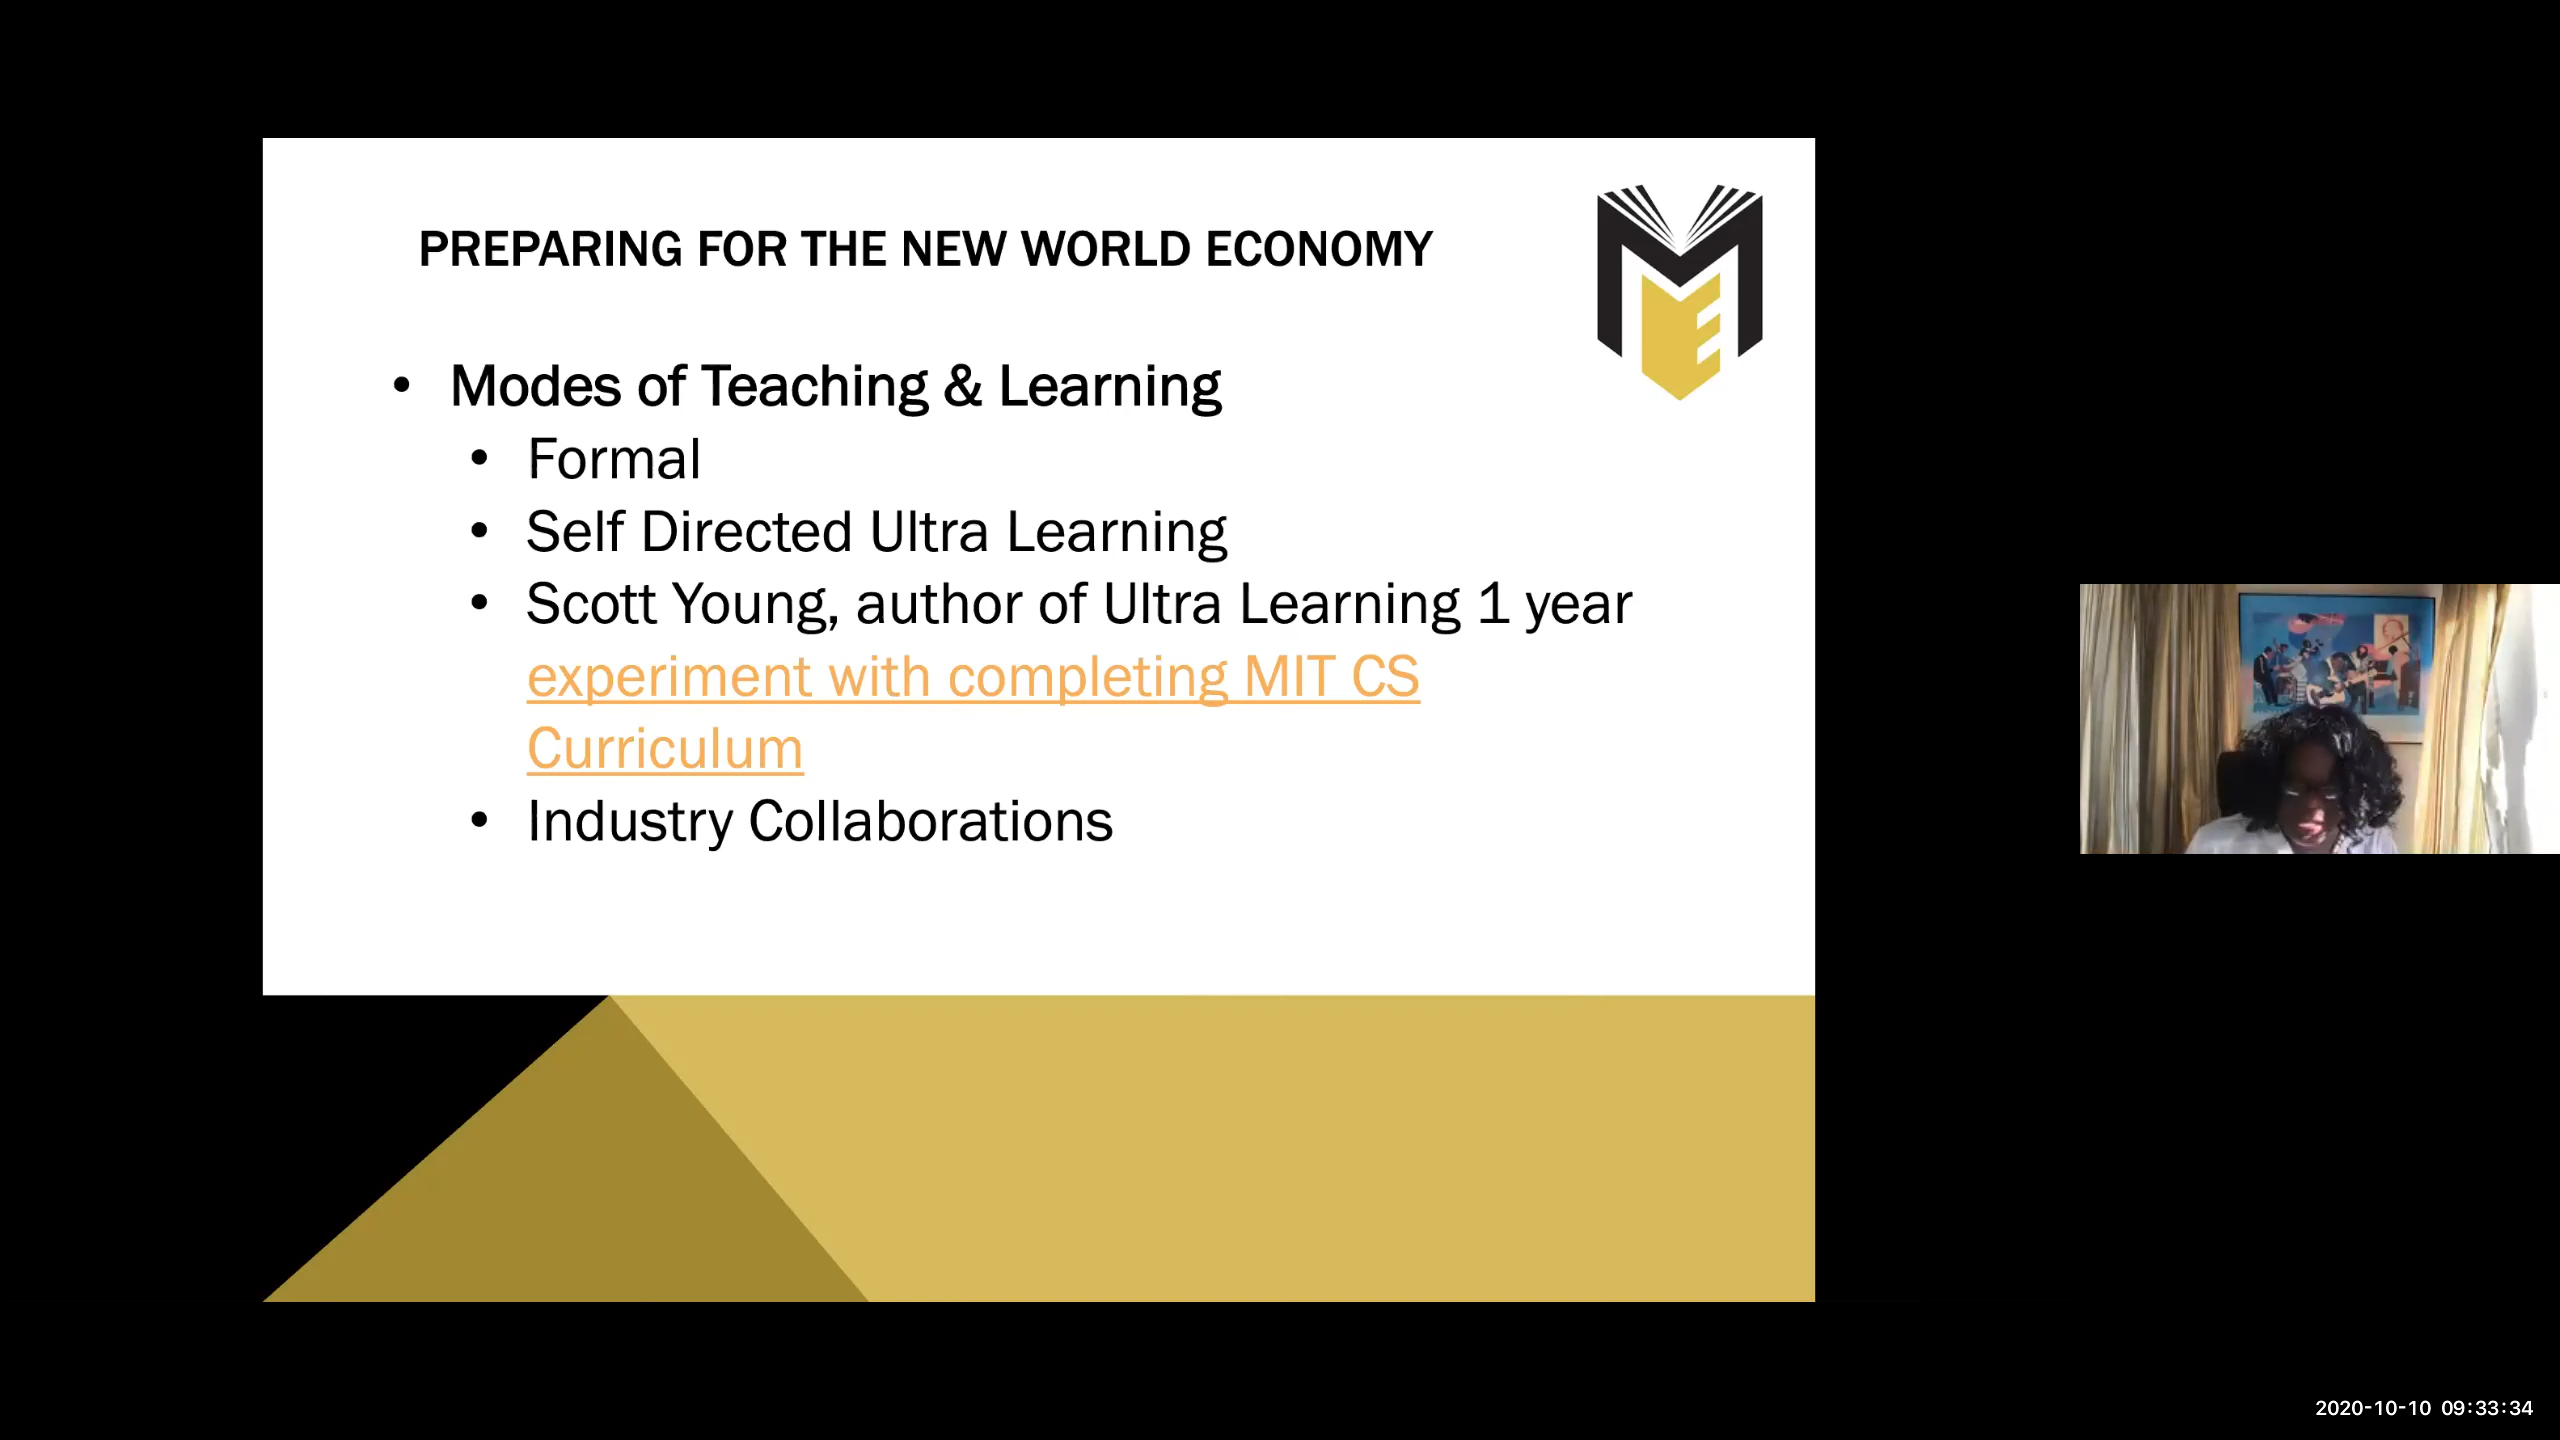 PREPARING FOR THE NEW WORLD ECONOMY
ME
• Modes of Teaching & Learning
• Formal
• Self Directed Ultra Learning
• Scott Young, author of Ultra Learning 1 year
experiment with completing MIT CS
Curriculum
• Industry Collaborations
2020-10-10 09:33:34